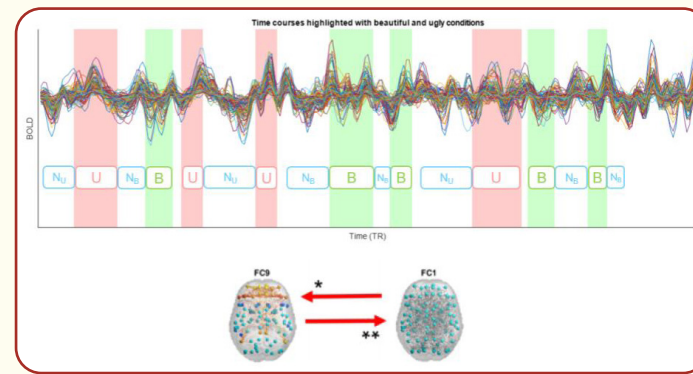 Time courses highlighted with beautiful and ugly conditions
BOLD
N_U U N_B B U N_U U N_B B N_B B N_U U B N_B B N_B
Time (TR)
FC9 FC1
*
**